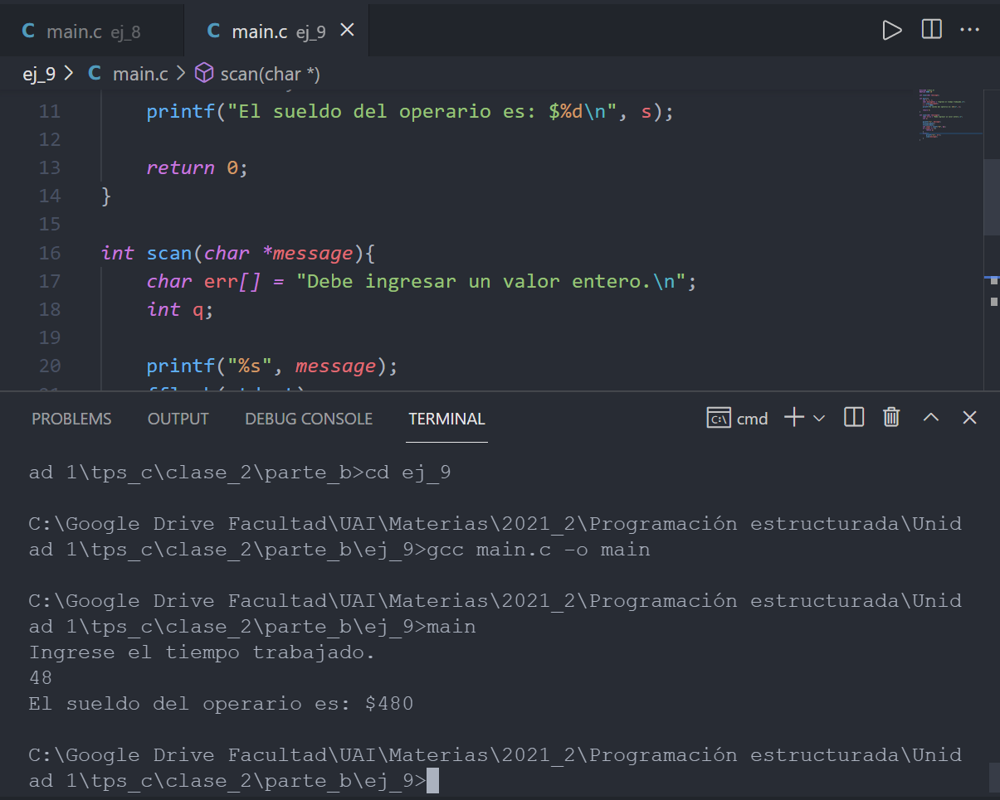 C main.c ej_8 C main.c ej_9
ej_9 > C main.c > scan(char *)
11 printf("El sueldo del operario es: $%d\n", s);
12
13 return 0;
14 }
15
16 int scan(char *message){
17 char err[] = "Debe ingresar un valor entero.\n";
18 int q;
19
20 printf("%s", message);
PROBLEMS OUTPUT DEBUG CONSOLE TERMINAL C:\ cmd
ad 1\tps_c\clase_2\parte_b>cd ej_9
C:\Google Drive Facultad\UAI\Materias\2021_2\Programación estructurada\Unid
ad 1\tps_c\clase_2\parte_b\ej_9>gcc main.c -o main
C:\Google Drive Facultad\UAI\Materias\2021_2\Programación estructurada\Unid
ad 1\tps_c\clase_2\parte_b\ej_9>main
Ingrese el tiempo trabajado.
48
El sueldo del operario es: $480
C:\Google Drive Facultad\UAI\Materias\2021_2\Programación estructurada\Unid
ad 1\tps_c\clase_2\parte_b\ej_9>